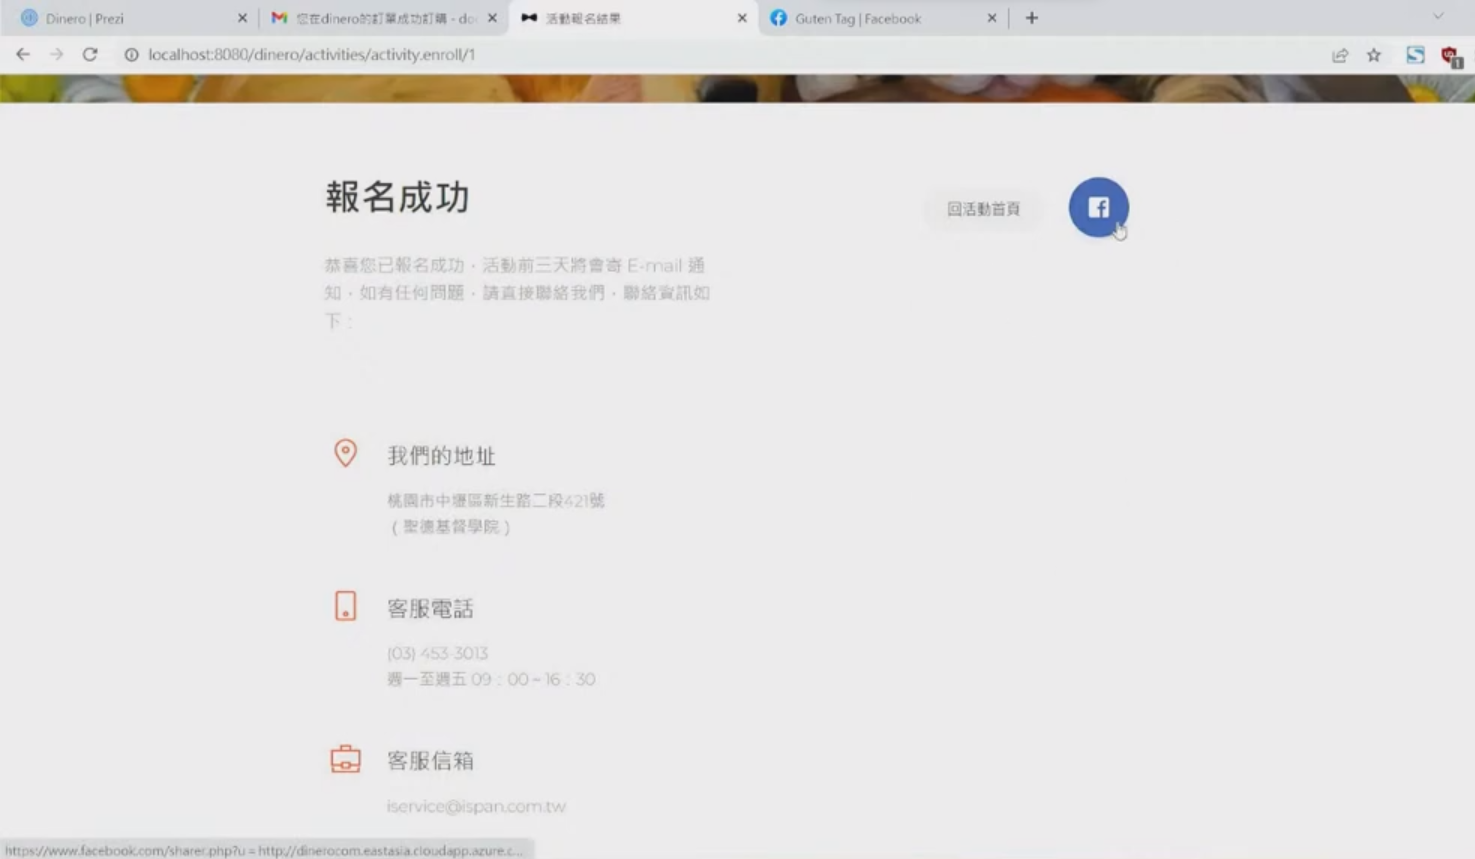 Dinero | Prezi
您在dinero的訂單成功訂購 - do
活動報名結果
Guten Tag | Facebook
localhost:8080/dinero/activities/activity.enroll/1
1
報名成功
回活動首頁
恭喜您已報名成功，活動前三天將會寄 E-mail 通
知，如有任何問題，請直接聯絡我們，聯絡資訊如
下：
我們的地址
桃園市中壢區新生路二段421號
( 聖德基督學院 )
客服電話
(03) 453-3013
週一至週五 09：00 ~ 16：30
客服信箱
iservice@ispan.com.tw
https://www.facebook.com/sharer.php?u = http://dinerocom.eastasia.cloudapp.azure.c...